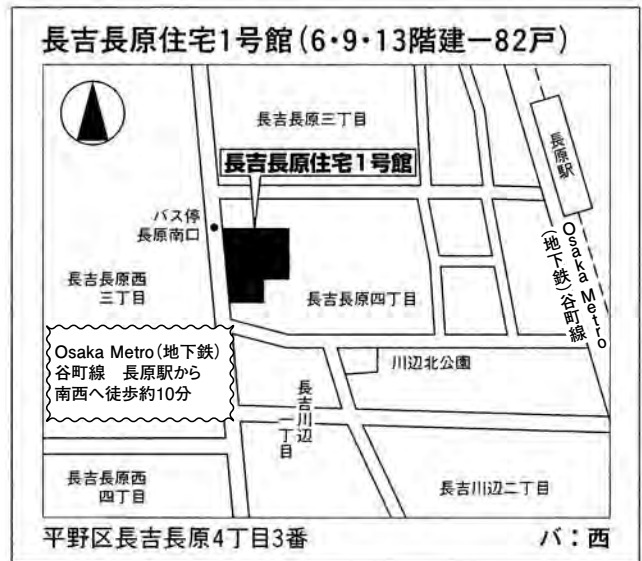 長吉長原住宅1号館(6・9・13階建ー82戸)
長吉長原三丁目
長原駅
長吉長原住宅1号館
バス停
長原南口
Osaka Metro
(地下鉄)谷町線
長吉長原西
三丁目
長吉長原四丁目
Osaka Metro(地下鉄)
谷町線 長原駅から
南西へ徒歩約10分
川辺北公園
長吉川辺
一丁目
長吉長原西
四丁目
長吉川辺二丁目
平野区長吉長原4丁目3番
バ：西